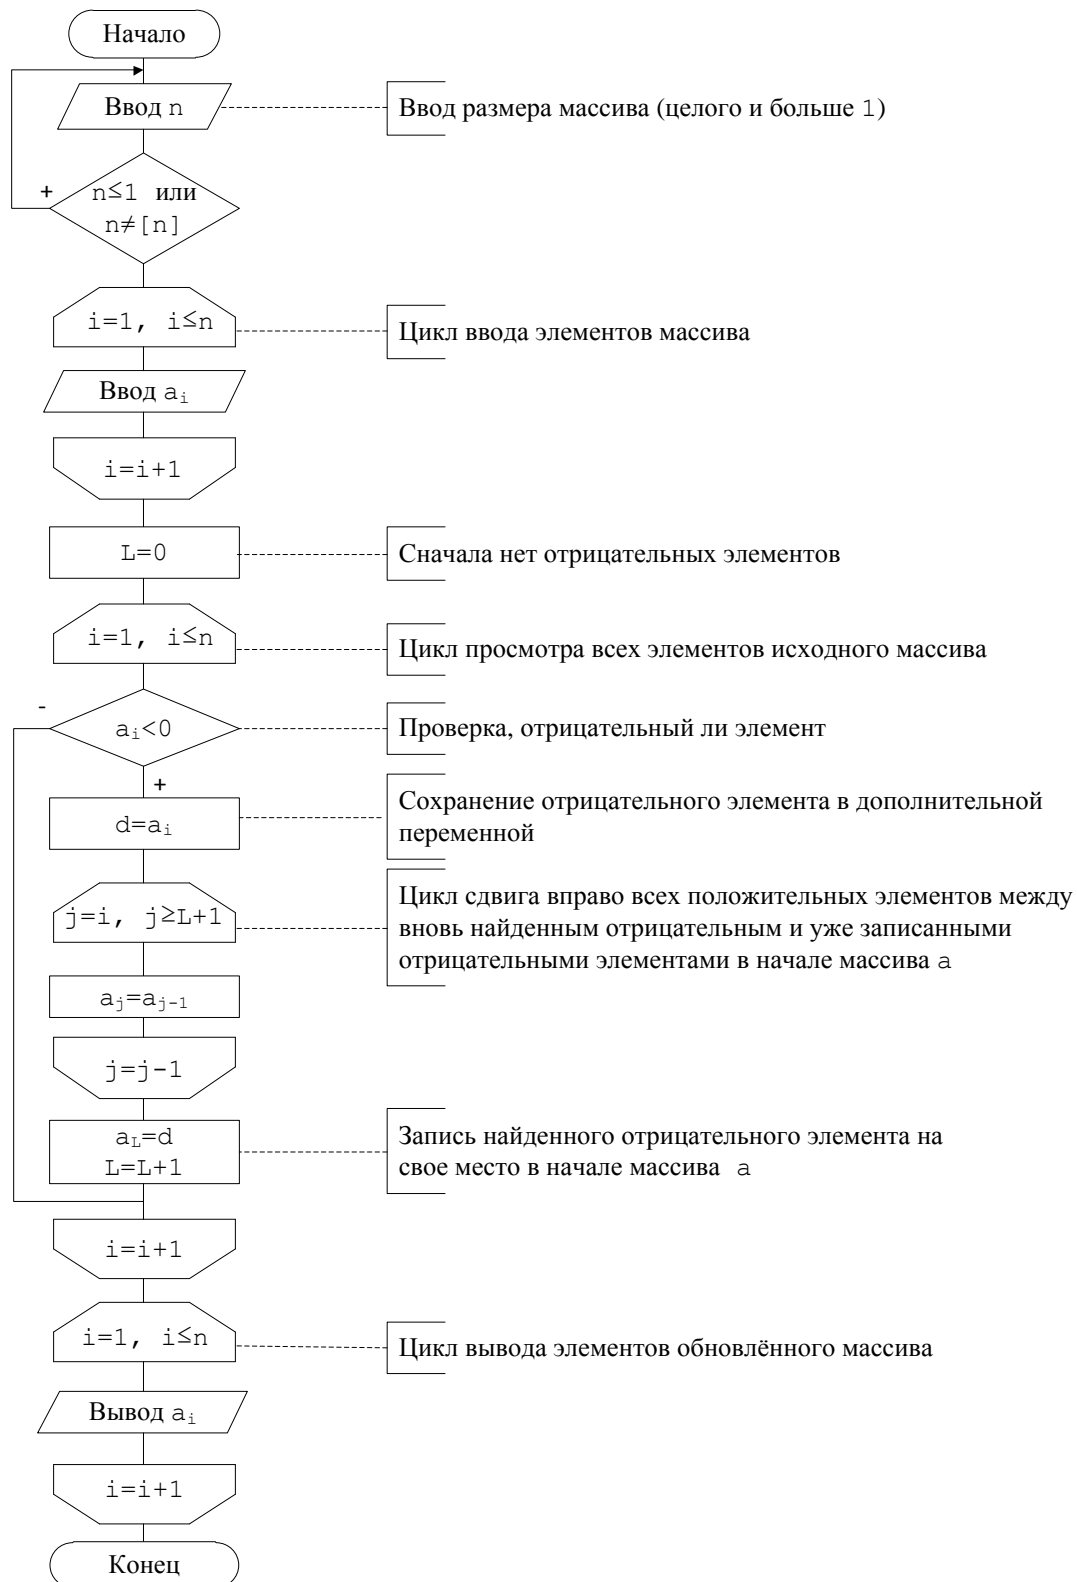 Начало
Ввод n
Ввод размера массива (целого и больше 1)
+
n≤1 или
n≠[n]
i=1, i≤n
Цикл ввода элементов массива
Ввод aᵢ
i=i+1
L=0
Сначала нет отрицательных элементов
i=1, i≤n
Цикл просмотра всех элементов исходного массива
-
aᵢ<0
Проверка, отрицательный ли элемент
+
d=aᵢ
Сохранение отрицательного элемента в дополнительной
переменной
j=i, j≥L+1
Цикл сдвига вправо всех положительных элементов между
вновь найденным отрицательным и уже записанными
отрицательными элементами в начале массива a
aⱼ=aⱼ₋₁
j=j-1
a_L=d
L=L+1
Запись найденного отрицательного элемента на
свое место в начале массива a
i=i+1
i=1, i≤n
Цикл вывода элементов обновлённого массива
Вывод aᵢ
i=i+1
Конец